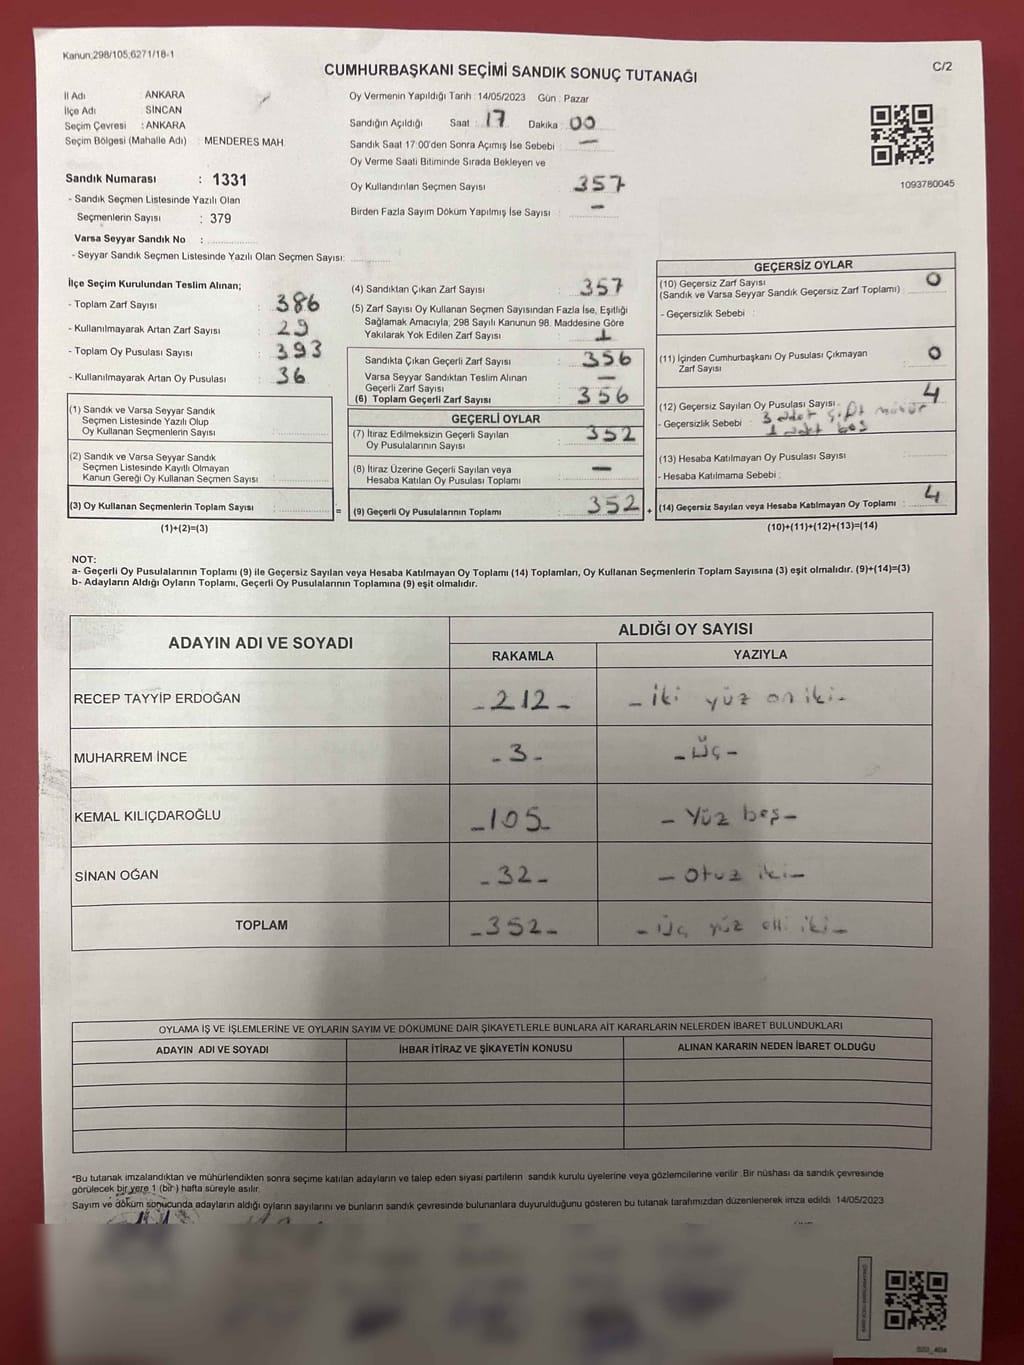 Kanun:298/105;6271/18-1
C/2
CUMHURBAŞKANI SEÇİMİ SANDIK SONUÇ TUTANAĞI
İl Adı ANKARA
İlçe Adı SİNCAN
Seçim Çevresi : ANKARA
Seçim Bölgesi (Mahalle Adı) : MENDERES MAH.
Sandık Numarası : 1331
- Sandık Seçmen Listesinde Yazılı Olan
Seçmenlerin Sayısı : 379
Varsa Seyyar Sandık No :
- Seyyar Sandık Seçmen Listesinde Yazılı Olan Seçmen Sayısı:
Oy Vermenin Yapıldığı Tarih : 14/05/2023 Gün : Pazar
Sandığın Açıldığı Saat : 17 Dakika : 00
Sandık Saat 17:00'den Sonra Açılmış İse Sebebi : —
Oy Verme Saati Bitiminde Sırada Bekleyen ve
Oy Kullandırılan Seçmen Sayısı 357
Birden Fazla Sayım Döküm Yapılmış İse Sayısı : —
1093780045
İlçe Seçim Kurulundan Teslim Alınan;
- Toplam Zarf Sayısı : 386
- Kullanılmayarak Artan Zarf Sayısı : 29
- Toplam Oy Pusulası Sayısı : 393
- Kullanılmayarak Artan Oy Pusulası : 36
(1) Sandık ve Varsa Seyyar Sandık
Seçmen Listesinde Yazılı Olup
Oy Kullanan Seçmenlerin Sayısı :
(2) Sandık ve Varsa Seyyar Sandık
Seçmen Listesinde Kayıtlı Olmayan
Kanun Gereği Oy Kullanan Seçmen Sayısı :
(3) Oy Kullanan Seçmenlerin Toplam Sayısı :
(1)+(2)=(3)
=
(4) Sandıktan Çıkan Zarf Sayısı : 357
(5) Zarf Sayısı Oy Kullanan Seçmen Sayısından Fazla İse, Eşitliği
Sağlamak Amacıyla, 298 Sayılı Kanunun 98. Maddesine Göre
Yakılarak Yok Edilen Zarf Sayısı : 1
Sandıkta Çıkan Geçerli Zarf Sayısı : 356
Varsa Seyyar Sandıktan Teslim Alınan
Geçerli Zarf Sayısı : —
(6) Toplam Geçerli Zarf Sayısı : 356
GEÇERLİ OYLAR
(7) İtiraz Edilmeksizin Geçerli Sayılan
Oy Pusulalarının Sayısı : 352
(8) İtiraz Üzerine Geçerli Sayılan veya
Hesaba Katılan Oy Pusulası Toplamı : —
(9) Geçerli Oy Pusulalarının Toplamı : 352
+
GEÇERSİZ OYLAR
(10) Geçersiz Zarf Sayısı
(Sandık ve Varsa Seyyar Sandık Geçersiz Zarf Toplamı) : 0
- Geçersizlik Sebebi :
(11) İçinden Cumhurbaşkanı Oy Pusulası Çıkmayan
Zarf Sayısı : 0
(12) Geçersiz Sayılan Oy Pusulası Sayısı : 4
- Geçersizlik Sebebi : 3 adet çift mühür
1 adet boş
(13) Hesaba Katılmayan Oy Pusulası Sayısı :
- Hesaba Katılmama Sebebi :
(14) Geçersiz Sayılan veya Hesaba Katılmayan Oy Toplamı : 4
(10)+(11)+(12)+(13)=(14)
NOT:
a- Geçerli Oy Pusulalarının Toplamı (9) ile Geçersiz Sayılan veya Hesaba Katılmayan Oy Toplamı (14) Toplamları, Oy Kullanan Seçmenlerin Toplam Sayısına (3) eşit olmalıdır. (9)+(14)=(3)
b- Adayların Aldığı Oyların Toplamı, Geçerli Oy Pusulalarının Toplamına (9) eşit olmalıdır.
ADAYIN ADI VE SOYADI ALDIĞI OY SAYISI
RAKAMLA YAZIYLA
RECEP TAYYİP ERDOĞAN -212- -iki yüz on iki-
MUHARREM İNCE -3- -Üç-
KEMAL KILIÇDAROĞLU -105- -Yüz beş-
SİNAN OĞAN -32- -otuz iki-
TOPLAM -352- -Üç yüz elli iki-
OYLAMA İŞ VE İŞLEMLERİNE VE OYLARIN SAYIM VE DÖKÜMÜNE DAİR ŞİKAYETLERLE BUNLARA AİT KARARLARIN NELERDEN İBARET BULUNDUKLARI
ADAYIN ADI VE SOYADI İHBAR İTİRAZ VE ŞİKAYETİN KONUSU ALINAN KARARIN NEDEN İBARET OLDUĞU
*Bu tutanak imzalandıktan ve mühürlendikten sonra seçime katılan adayların ve talep eden siyasi partilerin sandık kurulu üyelerine veya gözlemcilerine verilir. Bir nüshası da sandık çevresinde
görülecek bir yere 1 (bir) hafta süreyle asılır.
Sayım ve döküm sonucunda adayların aldığı oyların sayılarını ve bunların sandık çevresinde bulunanlara duyurulduğunu gösteren bu tutanak tarafımızdan düzenlenerek imza edildi. 14/05/2023